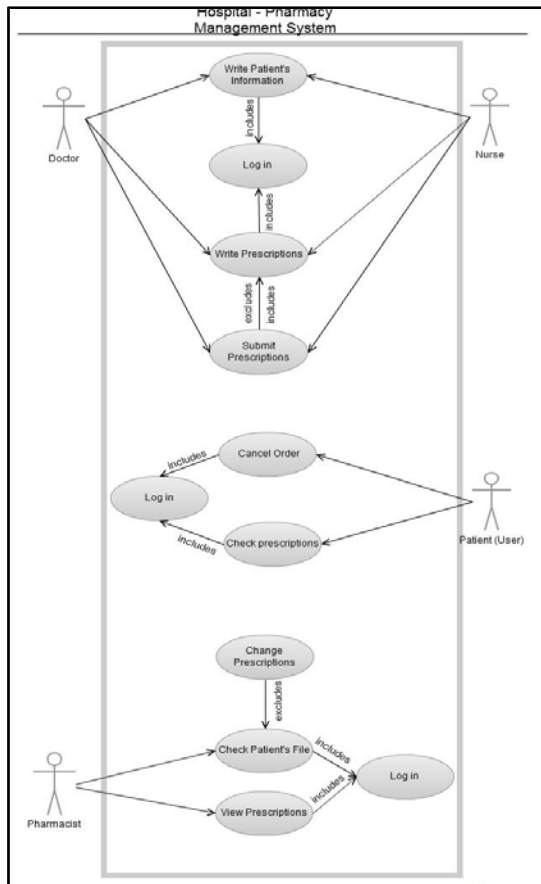 Hospital - Pharmacy
Management System
Write Patient's
Information
Doctor
Nurse
includes
Log in
includes
Write Prescriptions
excludes
includes
Submit
Prescriptions
Cancel Order
includes
Log in
Patient (User)
includes
Check prescriptions
Change
Prescriptions
excludes
Check Patient's File
includes
Log in
Pharmacist
View Prescriptions
includes